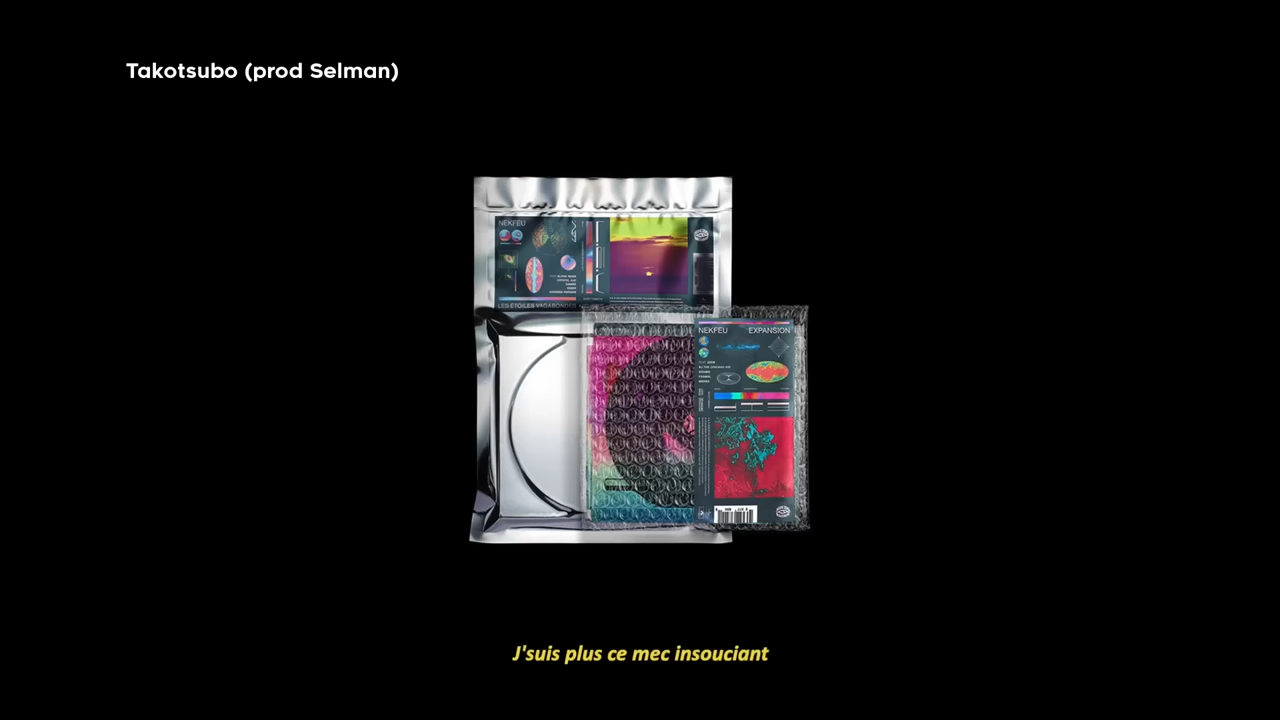 Takotsubo (prod Selman)
NEKFEU
LES ÉTOILES VAGABONDES
NEKFEU EXPANSION
J'suis plus ce mec insouciant